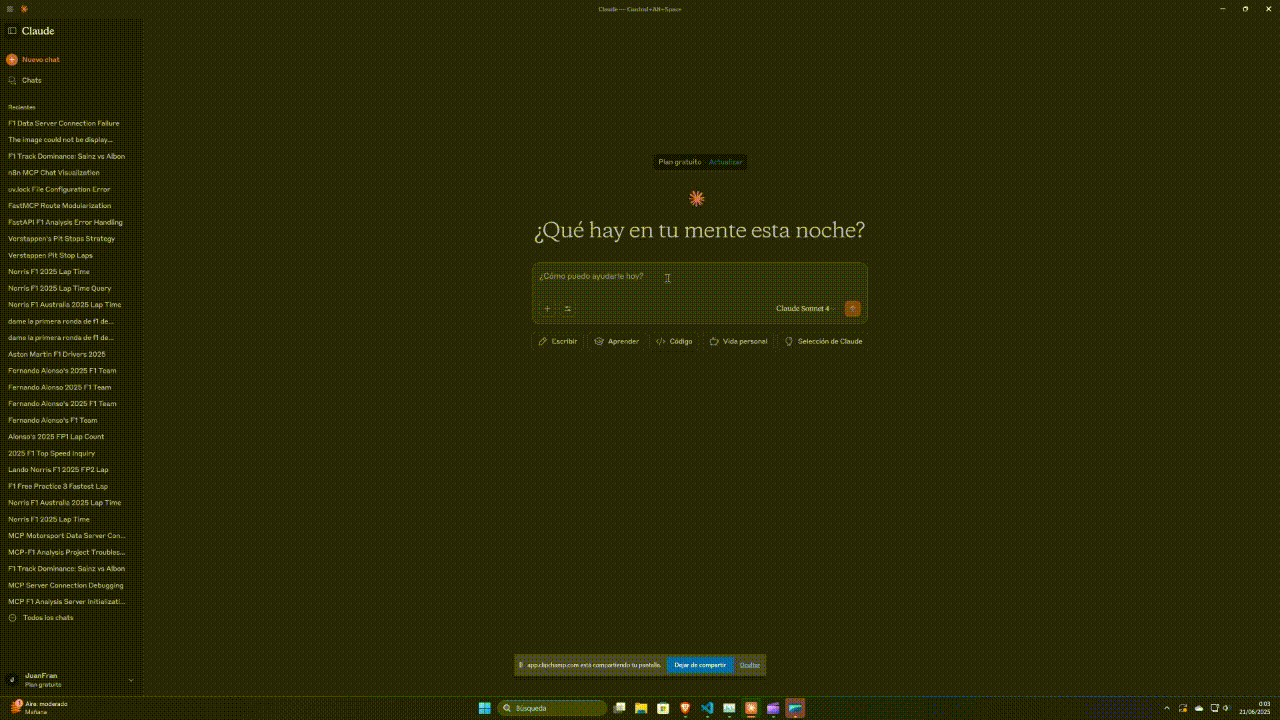 Claude — Control+Alt+Space
Claude
Nuevo chat
Chats
Recientes
F1 Data Server Connection Failure
The image could not be display...
F1 Track Dominance: Sainz vs Albon
n8n MCP Chat Visualization
uv.lock File Configuration Error
FastMCP Route Modularization
FastAPI F1 Analysis Error Handling
Verstappen's Pit Stops Strategy
Verstappen Pit Stop Laps
Norris F1 2025 Lap Time
Norris F1 2025 Lap Time Query
Norris F1 Australia 2025 Lap Time
dame la primera ronda de f1 de...
dame la primera ronda de f1 de...
Aston Martin F1 Drivers 2025
Fernando Alonso's 2025 F1 Team
Fernando Alonso 2025 F1 Team
Fernando Alonso's 2025 F1 Team
Fernando Alonso's F1 Team
Alonso's 2025 FP1 Lap Count
2025 F1 Top Speed Inquiry
Lando Norris F1 2025 FP2 Lap
F1 Free Practice 3 Fastest Lap
Norris F1 Australia 2025 Lap Time
Norris F1 2025 Lap Time
MCP Motorsport Data Server Con...
MCP-F1 Analysis Project Troubles...
F1 Track Dominance: Sainz vs Albon
MCP Server Connection Debugging
MCP F1 Analysis Server Initializati...
Todos los chats
JuanFran
Plan gratuito
Plan gratuito Actualizar
¿Qué hay en tu mente esta noche?
¿Cómo puedo ayudarle hoy?
Claude Sonnet 4
Escribir Aprender Código Vida personal Selección de Claude
app.clipchamp.com está compartiendo tu pantalla. Dejar de compartir Ocultar
Aire: moderado
Mañana
Búsqueda
0:03
21/06/2025